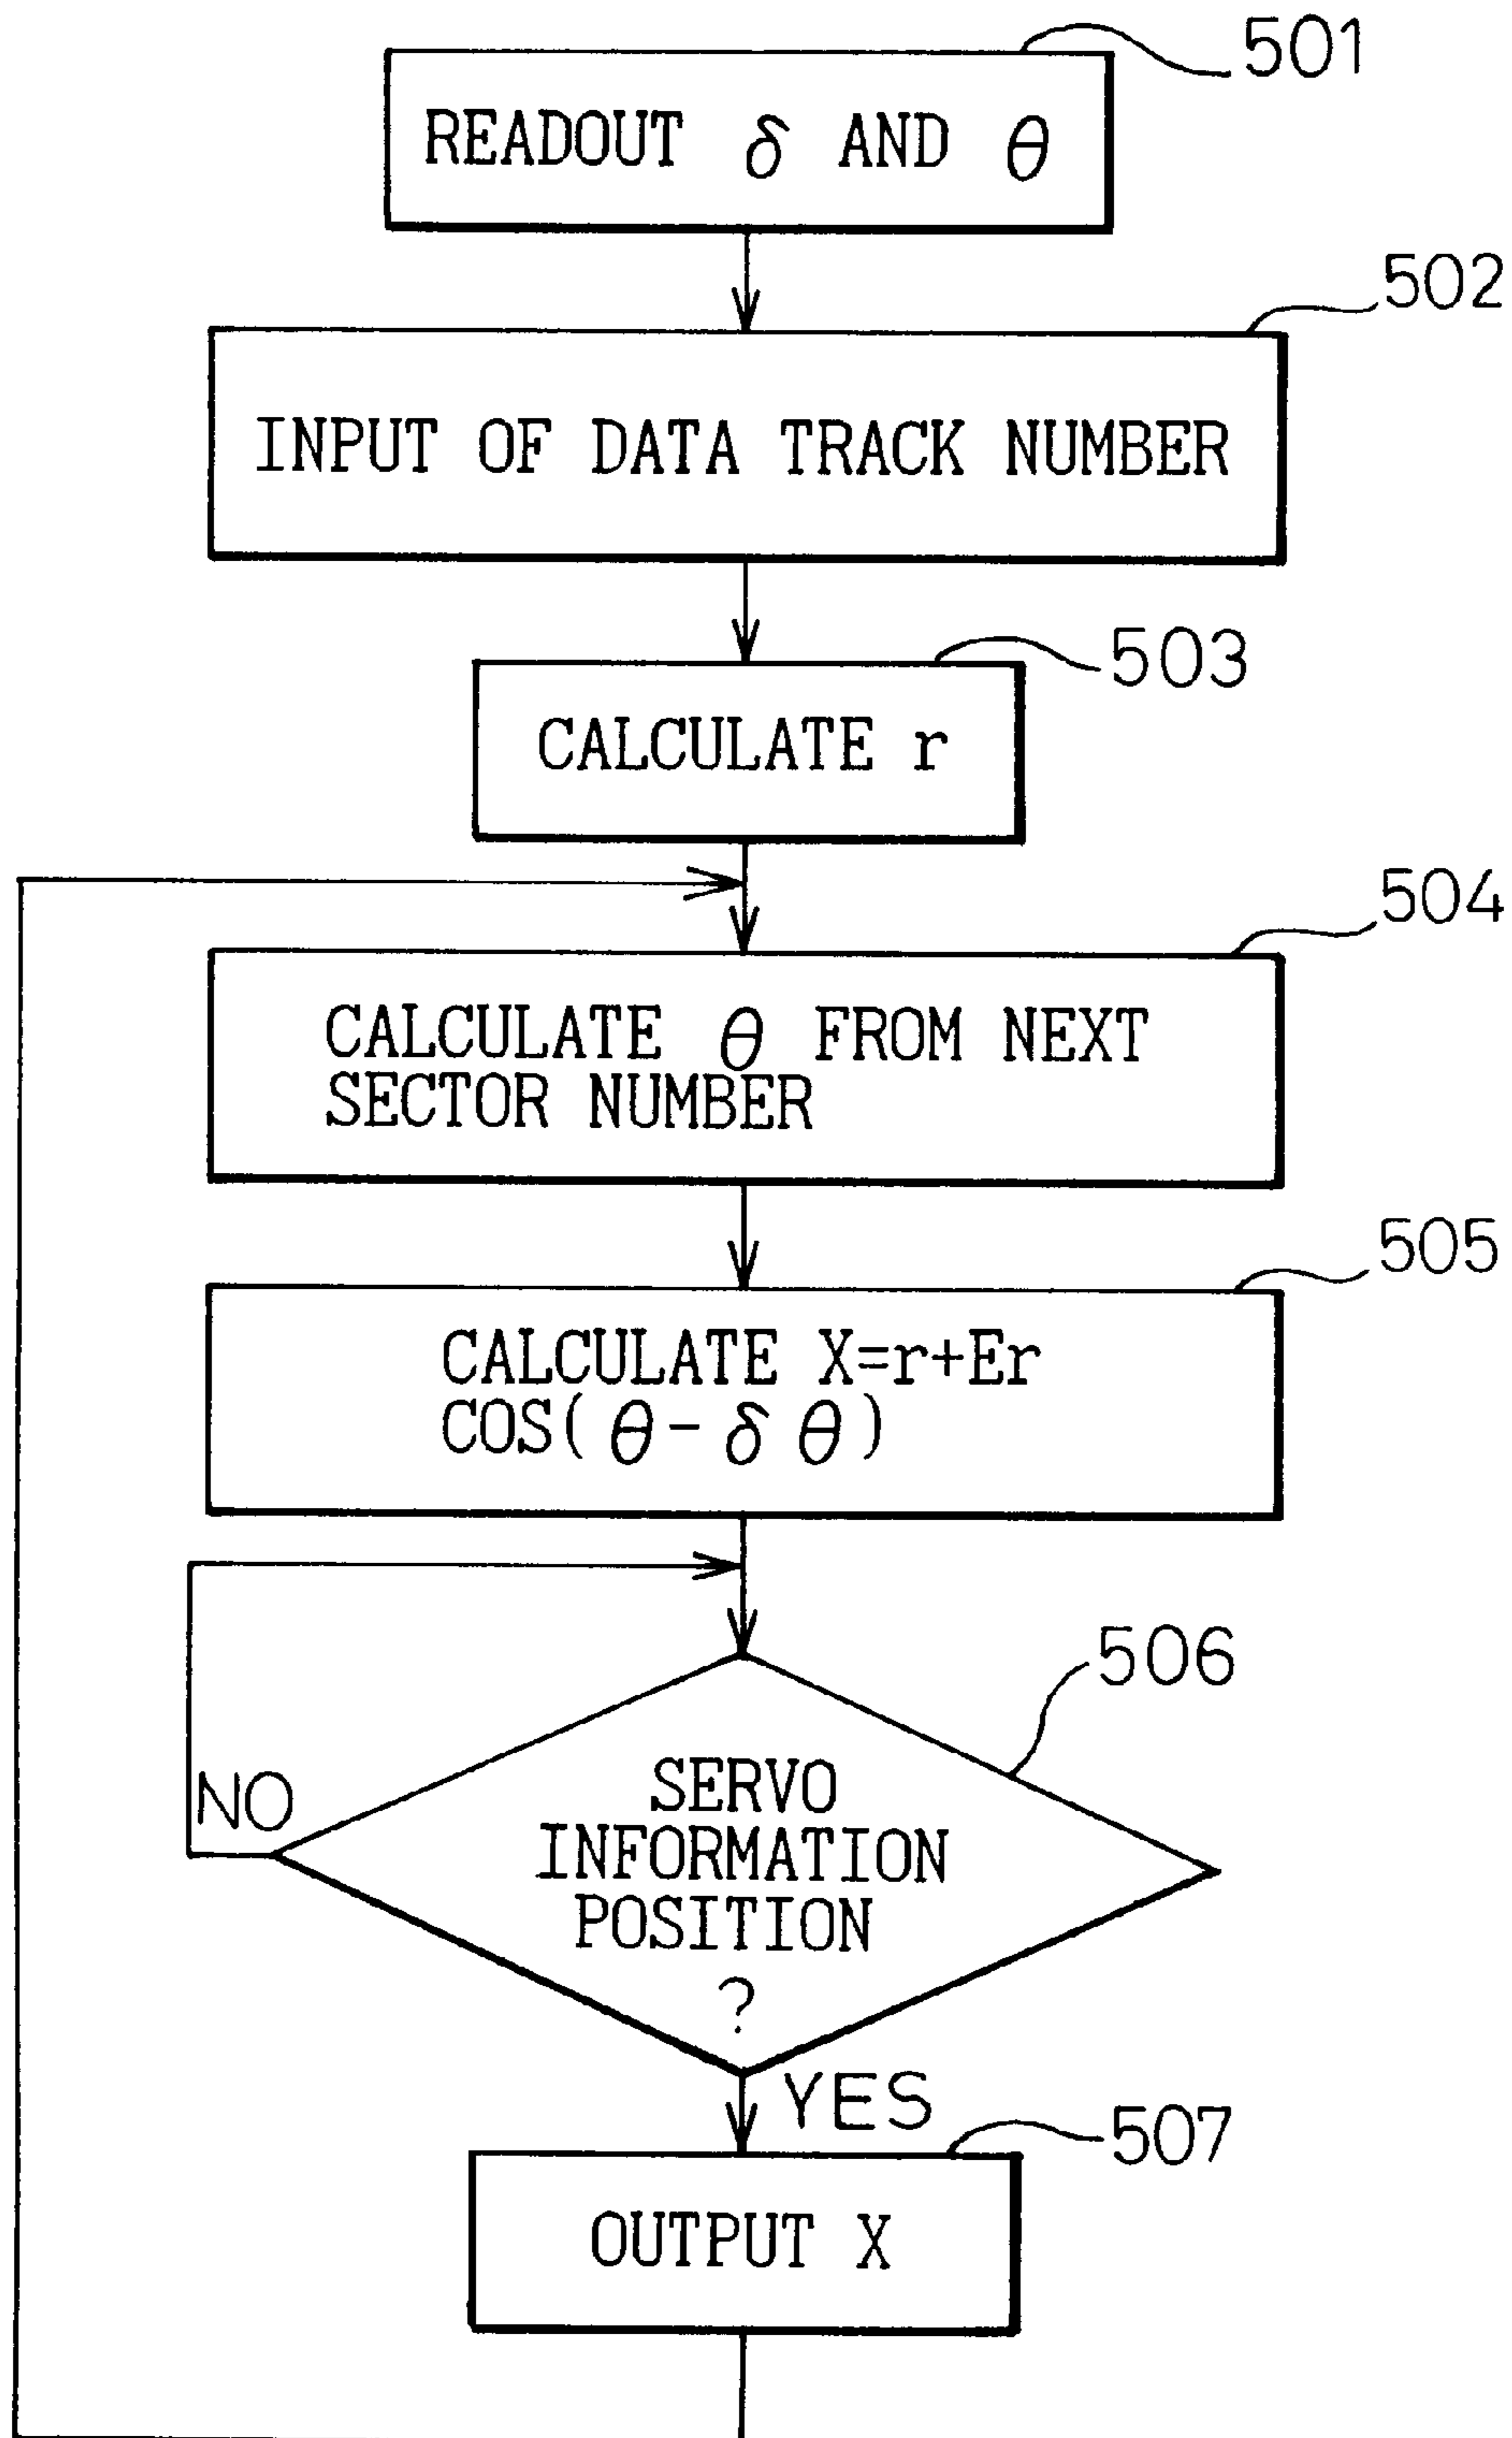 501
READOUT δ AND θ
502
INPUT OF DATA TRACK NUMBER
503
CALCULATE r
504
CALCULATE θ FROM NEXT
SECTOR NUMBER
505
CALCULATE X=r+Er
COS(θ-δθ)
506
NO
SERVO
INFORMATION
POSITION
?
YES
507
OUTPUT X